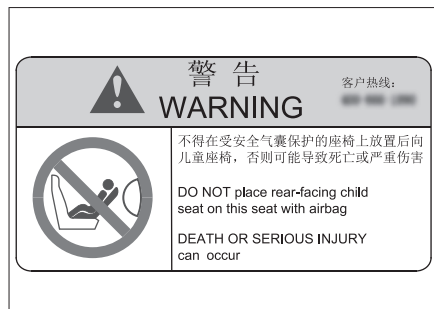 警 告
WARNING
客户热线：
不得在受安全气囊保护的座椅上放置后向
儿童座椅，否则可能导致死亡或严重伤害
DO NOT place rear-facing child
seat on this seat with airbag
DEATH OR SERIOUS INJURY
can occur